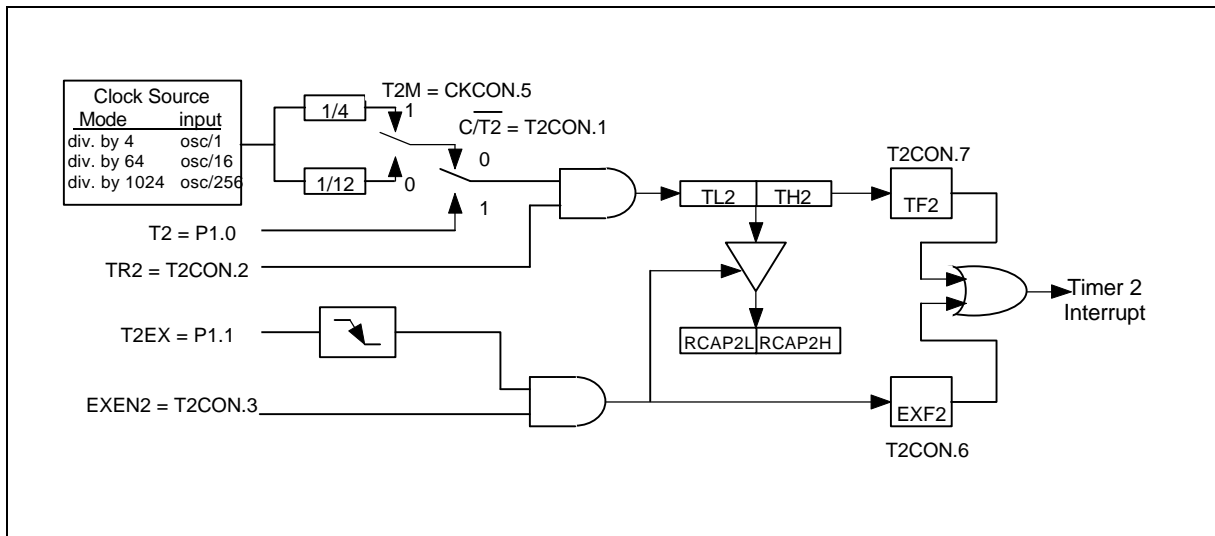 Clock Source
Mode input
div. by 4 osc/1
div. by 64 osc/16
div. by 1024 osc/256
1/4
1/12
T2M = CKCON.5
1
0
C/T2 = T2CON.1
0
1
T2 = P1.0
TR2 = T2CON.2
TL2 TH2
T2CON.7
TF2
Timer 2
Interrupt
T2EX = P1.1
RCAP2L RCAP2H
EXEN2 = T2CON.3
EXF2
T2CON.6